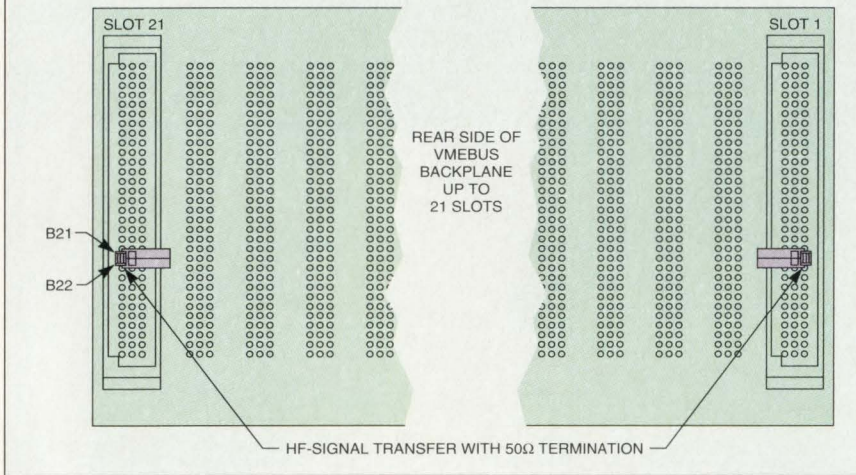 SLOT 21
SLOT 1
REAR SIDE OF
VMEBUS
BACKPLANE
UP TO
21 SLOTS
B21
B22
HF-SIGNAL TRANSFER WITH 50Ω TERMINATION